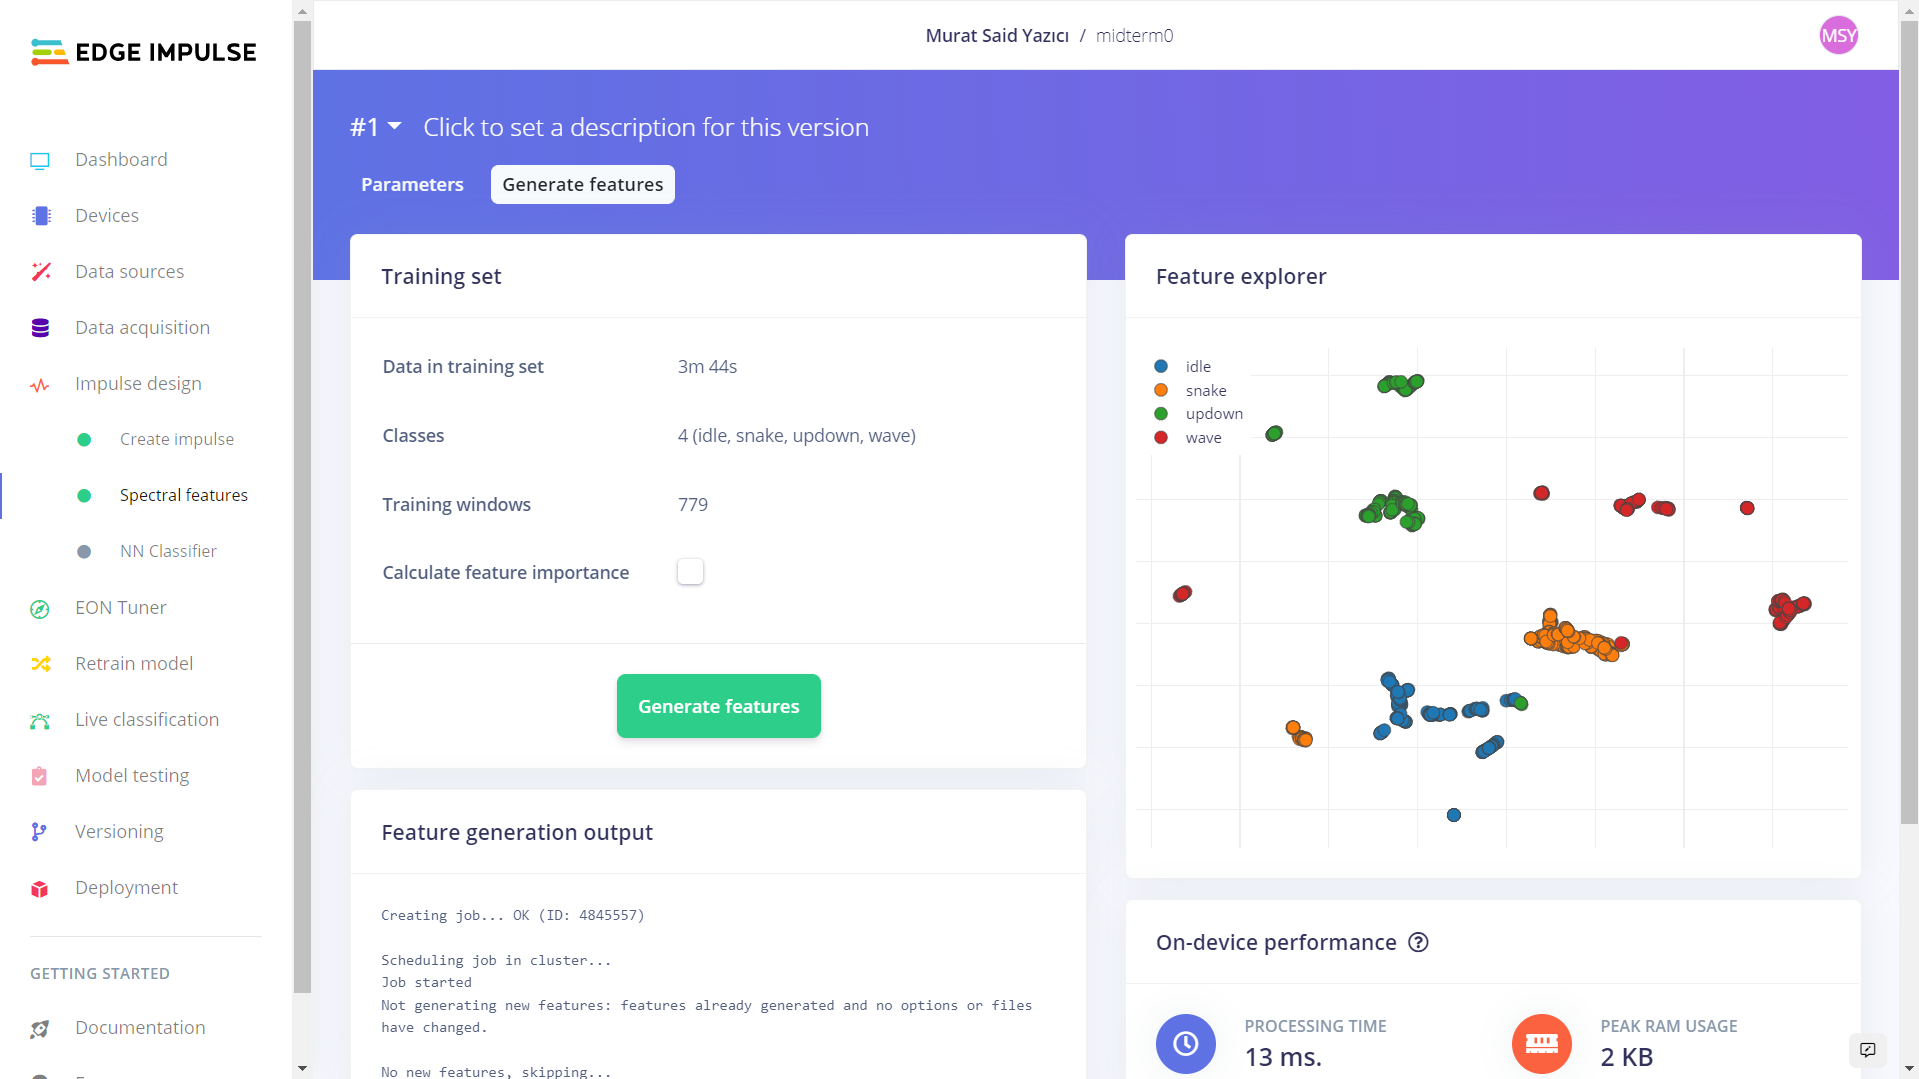 EDGE IMPULSE
Murat Said Yazıcı / midterm0
MSY
#1 Click to set a description for this version
Parameters
Generate features
Dashboard
Devices
Data sources
Data acquisition
Impulse design
Create impulse
Spectral features
NN Classifier
EON Tuner
Retrain model
Live classification
Model testing
Versioning
Deployment
GETTING STARTED
Documentation
Training set
Data in training set 3m 44s
Classes 4 (idle, snake, updown, wave)
Training windows 779
Calculate feature importance
Generate features
Feature generation output
Creating job... OK (ID: 4845557)
Scheduling job in cluster...
Job started
Not generating new features: features already generated and no options or files
have changed.
No new features, skipping...
Feature explorer
idle
snake
updown
wave
On-device performance ?
PROCESSING TIME
13 ms.
PEAK RAM USAGE
2 KB